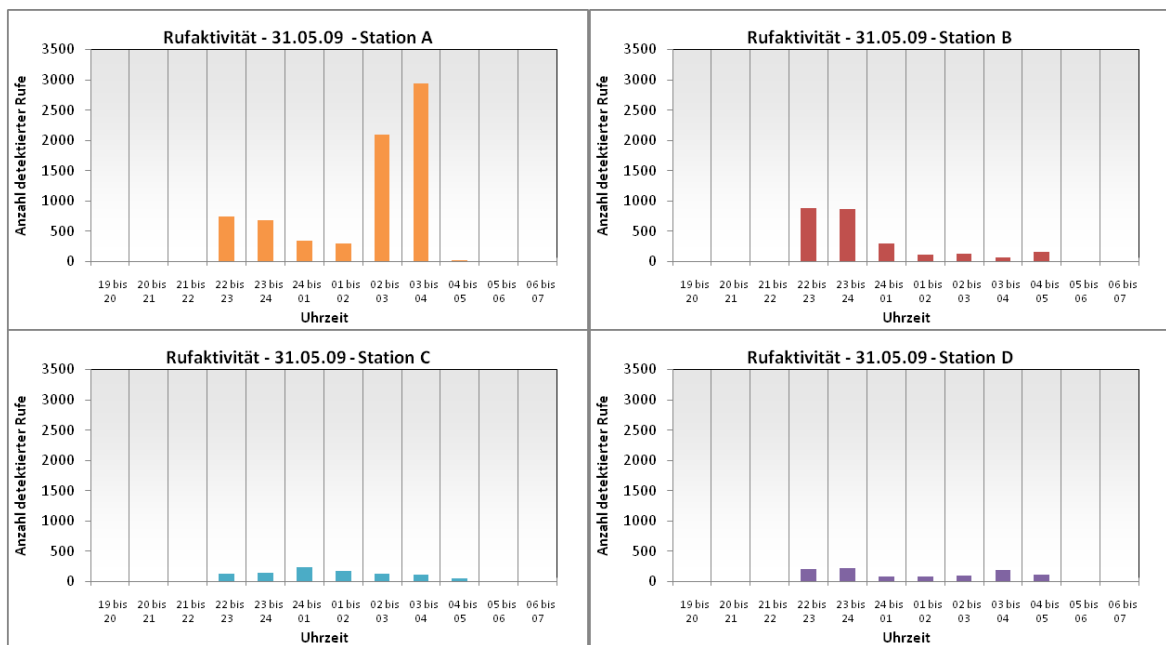 Rufaktivität - 31.05.09 - Station A
Anzahl detektierter Rufe
3500
3000
2500
2000
1500
1000
500
0
19 bis 20 bis 21 bis 22 bis 23 bis 24 bis 01 bis 02 bis 03 bis 04 bis 05 bis 06 bis
20 21 22 23 24 01 02 03 04 05 06 07
Uhrzeit
Rufaktivität - 31.05.09 - Station B
Anzahl detektierter Rufe
3500
3000
2500
2000
1500
1000
500
0
19 bis 20 bis 21 bis 22 bis 23 bis 24 bis 01 bis 02 bis 03 bis 04 bis 05 bis 06 bis
20 21 22 23 24 01 02 03 04 05 06 07
Uhrzeit
Rufaktivität - 31.05.09 - Station C
Anzahl detektierter Rufe
3500
3000
2500
2000
1500
1000
500
0
19 bis 20 bis 21 bis 22 bis 23 bis 24 bis 01 bis 02 bis 03 bis 04 bis 05 bis 06 bis
20 21 22 23 24 01 02 03 04 05 06 07
Uhrzeit
Rufaktivität - 31.05.09 - Station D
Anzahl detektierter Rufe
3500
3000
2500
2000
1500
1000
500
0
19 bis 20 bis 21 bis 22 bis 23 bis 24 bis 01 bis 02 bis 03 bis 04 bis 05 bis 06 bis
20 21 22 23 24 01 02 03 04 05 06 07
Uhrzeit